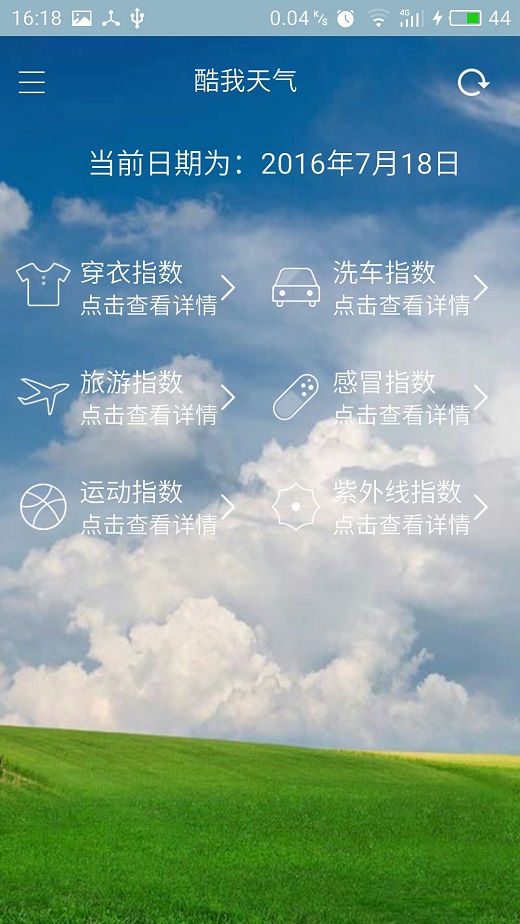 16:18 0.04 K/s 4G 44
酷我天气
当前日期为：2016年7月18日
穿衣指数 洗车指数
点击查看详情 点击查看详情
旅游指数 感冒指数
点击查看详情 点击查看详情
运动指数 紫外线指数
点击查看详情 点击查看详情